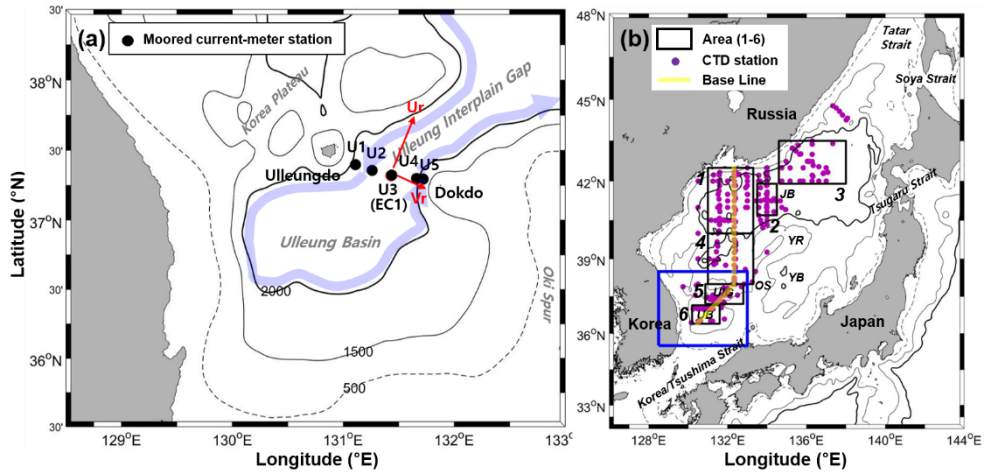 (a)
Moored current-meter station
30'
38°N
30'
37°N
30'
36°N
30'
129°E
130°E
131°E
132°E
133°E
Latitude (°N)
Longitude (°E)
Korea Plateau
Ulleung Interplain Gap
Ur
U1
U2
U4
U5
Ulleungdo
U3
(EC1)
Vr
Dokdo
Ulleung Basin
2000
1500
500
Oki Spur
(b)
Area (1-6)
CTD station
Base Line
48°N
45°N
42°N
39°N
36°N
33°N
128°E
132°E
136°E
140°E
144°E
Longitude (°E)
Tatar Strait
Soya Strait
Russia
1
JB
2
3
Tsugaru Strait
4
YR
YB
OS
5
UIG
6
UB
Korea
Japan
Korea/Tsushima Strait